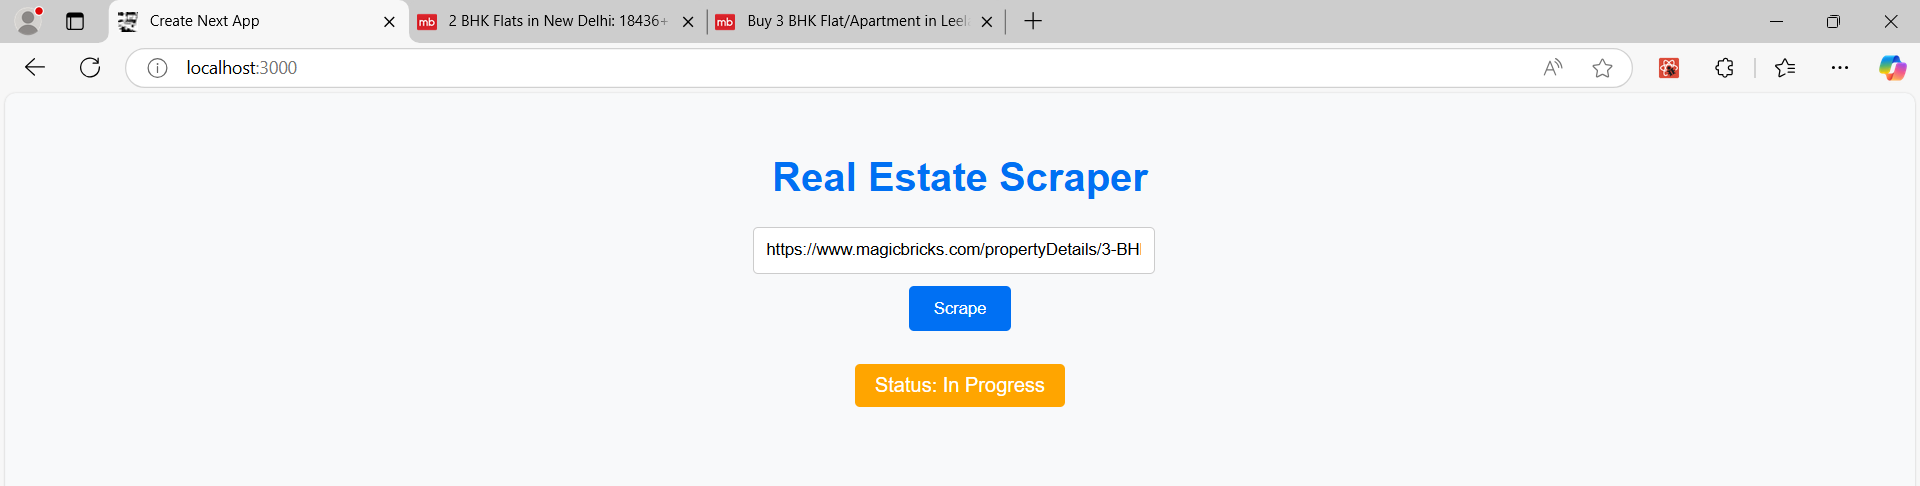 Create Next App
mb 2 BHK Flats in New Delhi: 18436+
mb Buy 3 BHK Flat/Apartment in Leel
localhost:3000
Real Estate Scraper
https://www.magicbricks.com/propertyDetails/3-BH
Scrape
Status: In Progress